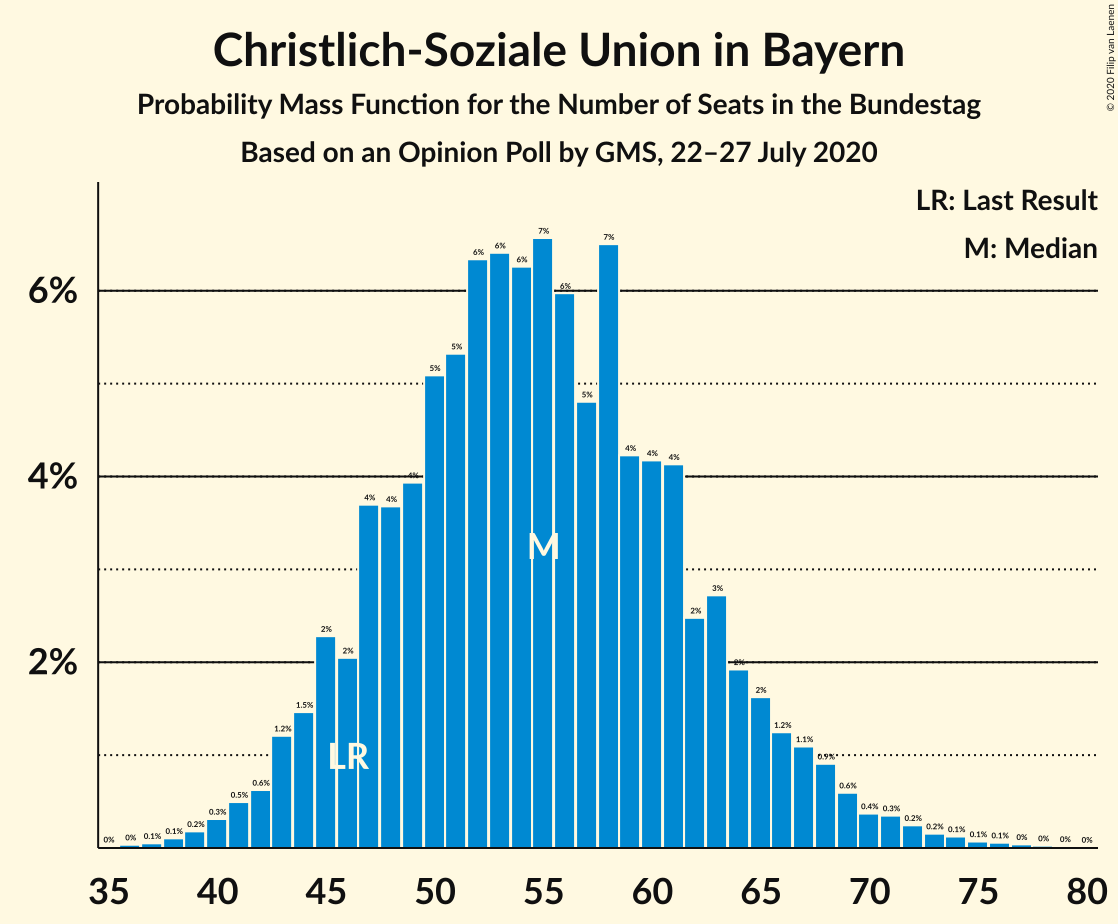 Christlich-Soziale Union in Bayern
Probability Mass Function for the Number of Seats in the Bundestag
Based on an Opinion Poll by GMS, 22–27 July 2020
© 2020 Filip van Laenen
LR: Last Result
M: Median
6%
4%
2%
0% 0% 0.1% 0.1% 0.2% 0.3% 0.5% 0.6% 1.2% 1.5% 2% 2% 4% 4% 4% 5% 5% 6% 6% 6% 7% 6% 5% 7% 4% 4% 4% 2% 3% 2% 2% 1.2% 1.1% 0.9% 0.6% 0.4% 0.3% 0.2% 0.2% 0.1% 0.1% 0.1% 0% 0% 0% 0%
M
LR
35 40 45 50 55 60 65 70 75 80